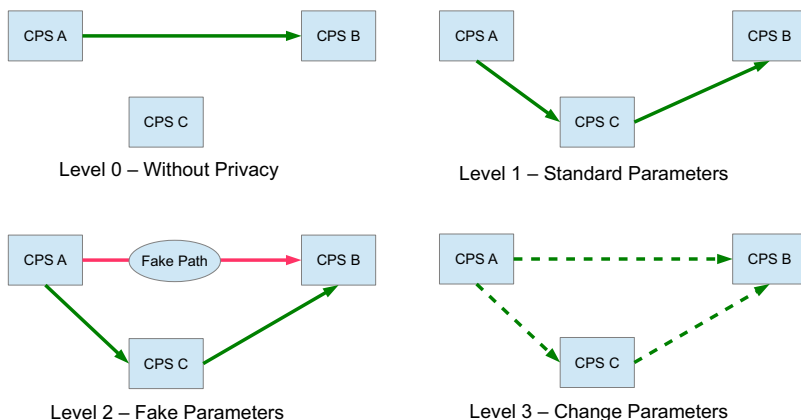 CPS A
CPS B
CPS C
Level 0 – Without Privacy
CPS A
CPS B
CPS C
Level 1 – Standard Parameters
CPS A
Fake Path
CPS B
CPS C
Level 2 – Fake Parameters
CPS A
CPS B
CPS C
Level 3 – Change Parameters